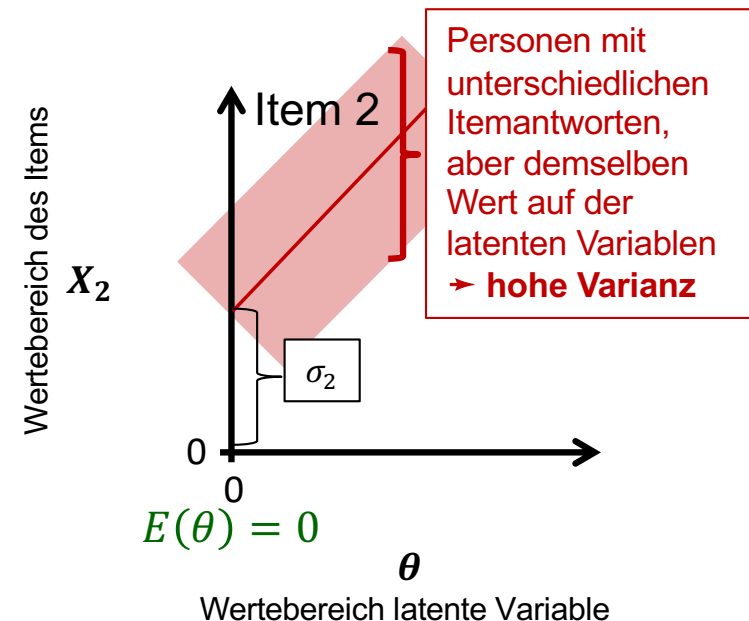 Personen mit
unterschiedlichen
Itemantworten,
aber demselben
Wert auf der
latenten Variablen
➛ hohe Varianz
Item 2
Wertebereich des Items
X₂
σ₂
0
0
E(θ) = 0
θ
Wertebereich latente Variable